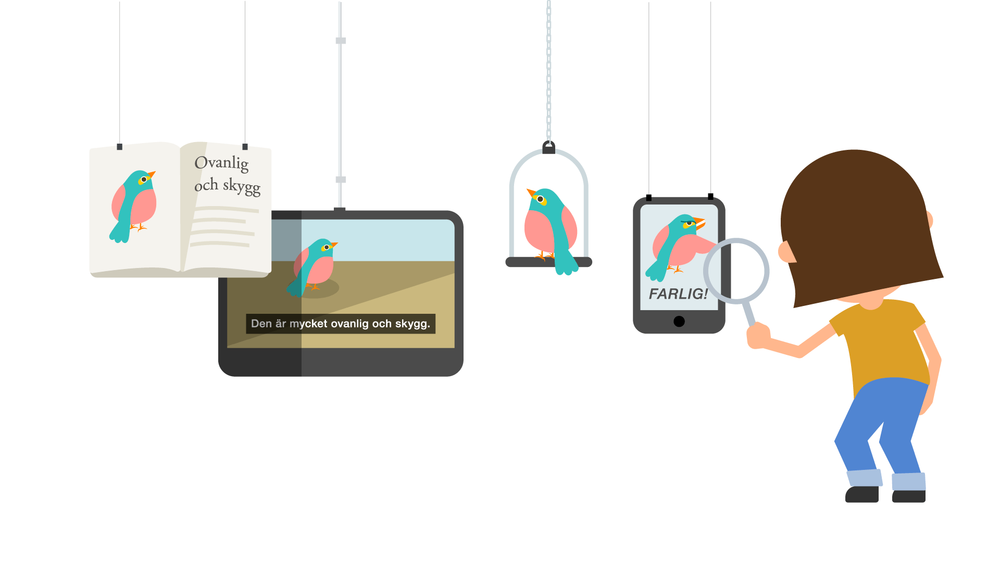 Ovanlig
och skygg
Den är mycket ovanlig och skygg.
FARLIG!